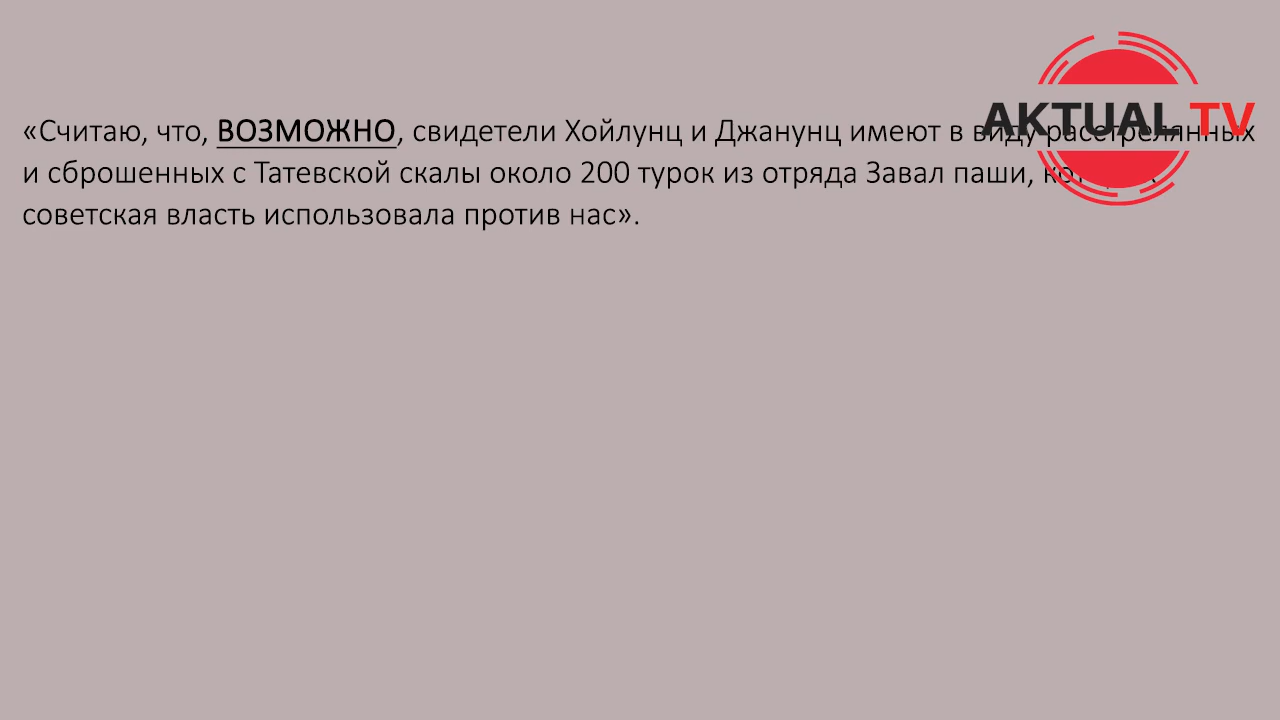 AKTUAL TV
«Считаю, что, ВОЗМОЖНО, свидетели Хойлунц и Джанунц имеют в виду расстрелянных
и сброшенных с Татевской скалы около 200 турок из отряда Завал паши,
советская власть использовала против нас».